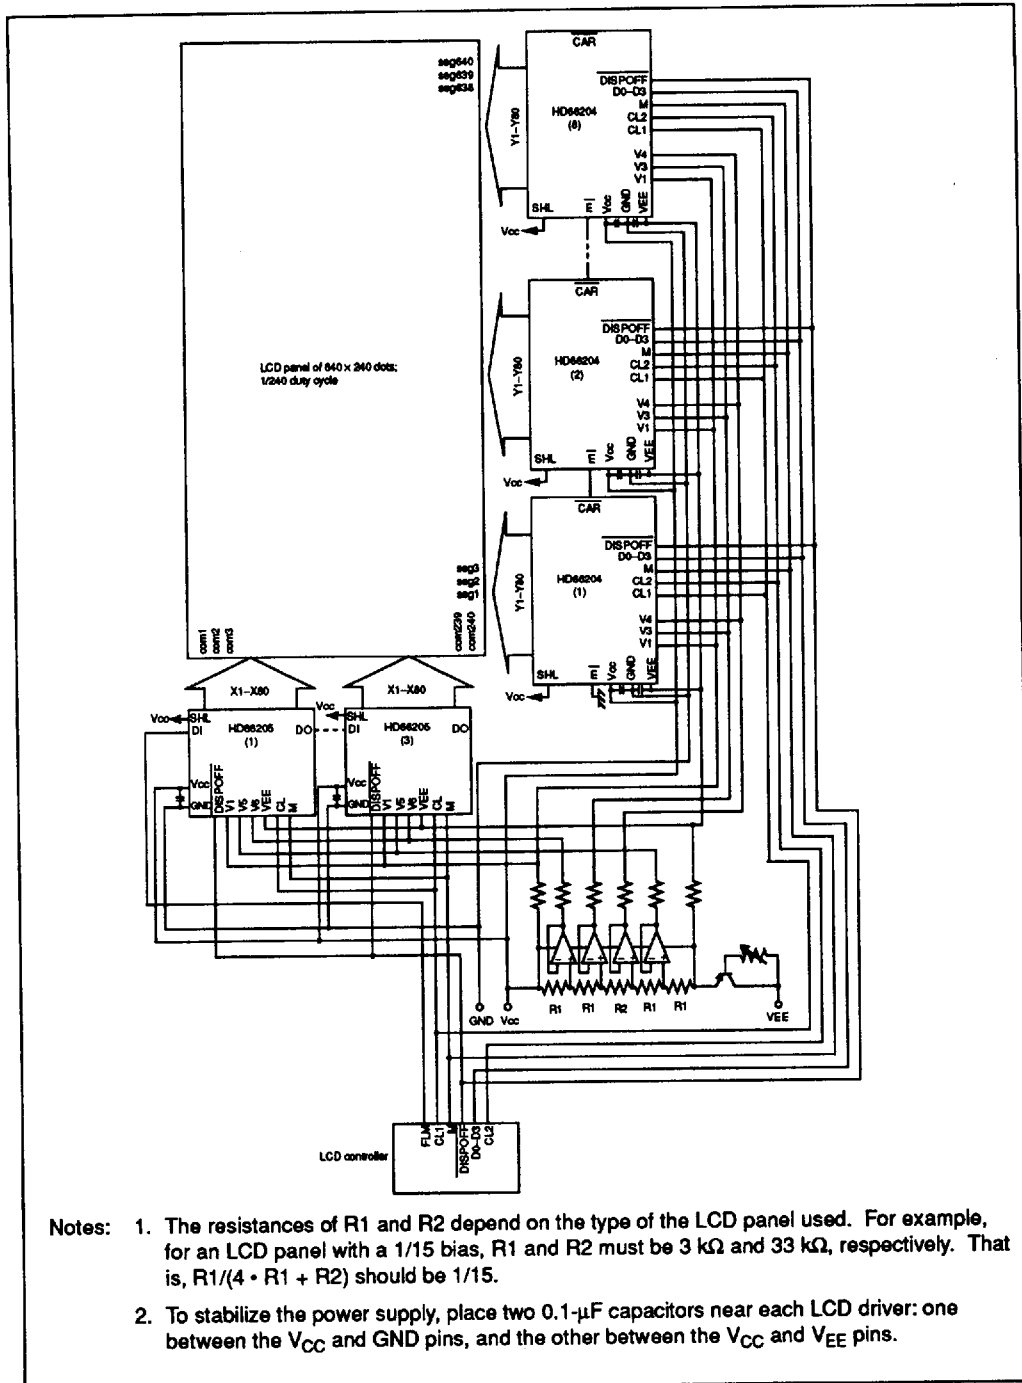 CAR
seg640
seg639
seg638
DISPOFF
D0–D3
M
CL2
CL1
V4
V3
V1
HD66204
(8)
Y1–Y80
SHL
E
Vcc
GND
VEE
Vcc
CAR
LCD panel of 640 × 240 dots;
1/240 duty cycle
DISPOFF
D0–D3
M
CL2
CL1
V4
V3
V1
HD66204
(2)
Y1–Y80
SHL
E
Vcc
GND
VEE
Vcc
CAR
DISPOFF
D0–D3
M
CL2
CL1
V4
V3
V1
HD66204
(1)
Y1–Y80
seg3
seg2
seg1
com1
com2
com3
com239
com240
SHL
E
Vcc
GND
VEE
Vcc
X1–X80
X1–X80
Vcc
SHL
DI
HD66205
(1)
DO
Vcc
GND
DISPOFF
V1
V5
V6
VEE
CL
M
Vcc
SHL
DI
HD66205
(3)
DO
Vcc
GND
DISPOFF
V1
V5
V6
VEE
CL
M
R1
R1
R2
R1
R1
GND
Vcc
VEE
LCD controller
FLM
CL1
M
DISPOFF
D0–D3
CL2
Notes: 1. The resistances of R1 and R2 depend on the type of the LCD panel used. For example,
for an LCD panel with a 1/15 bias, R1 and R2 must be 3 kΩ and 33 kΩ, respectively. That
is, R1/(4 • R1 + R2) should be 1/15.
2. To stabilize the power supply, place two 0.1-µF capacitors near each LCD driver: one
between the VCC and GND pins, and the other between the VCC and VEE pins.